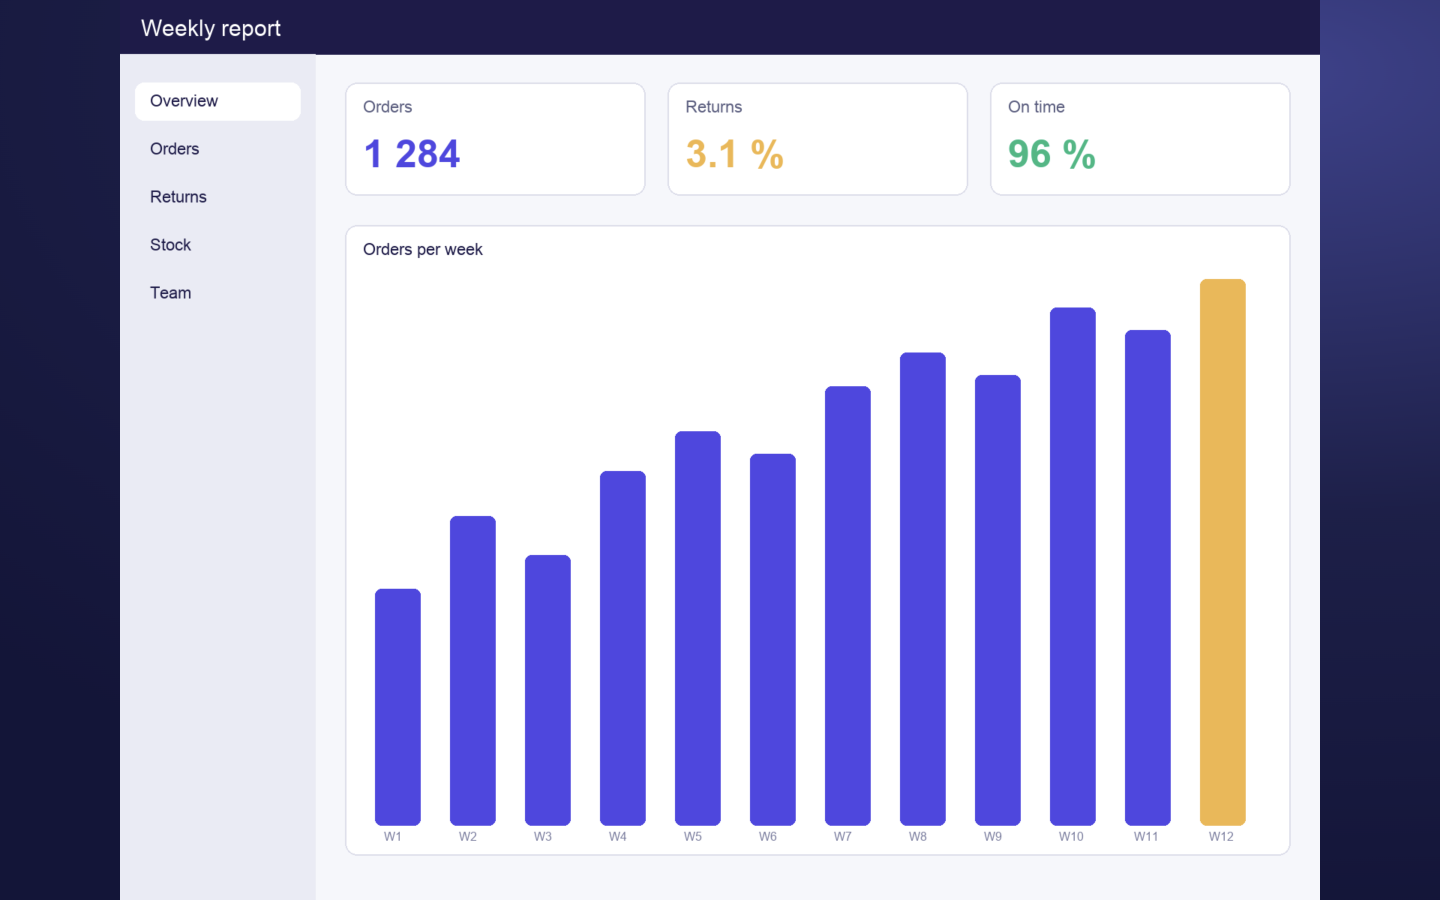 Weekly report
Overview
Orders
Returns
Stock
Team
Orders
1 284
Returns
3.1 %
On time
96 %
Orders per week
W1 W2 W3 W4 W5 W6 W7 W8 W9 W10 W11 W12